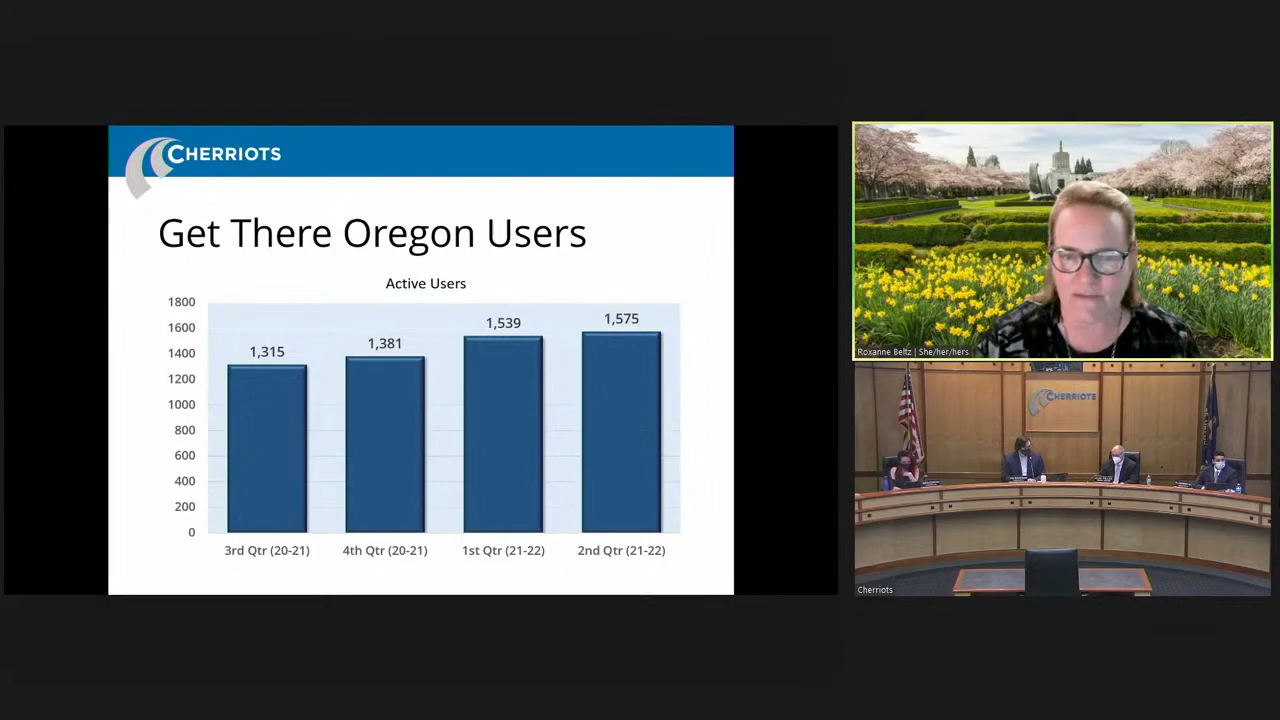 CHERRIOTS
Get There Oregon Users
Active Users
1800
1600
1400
1200
1000
800
600
400
200
0
1,315
1,381
1,539
1,575
3rd Qtr (20-21)
4th Qtr (20-21)
1st Qtr (21-22)
2nd Qtr (21-22)
Roxanne Beltz | She/her/hers
CHERRIOTS
Cherriots